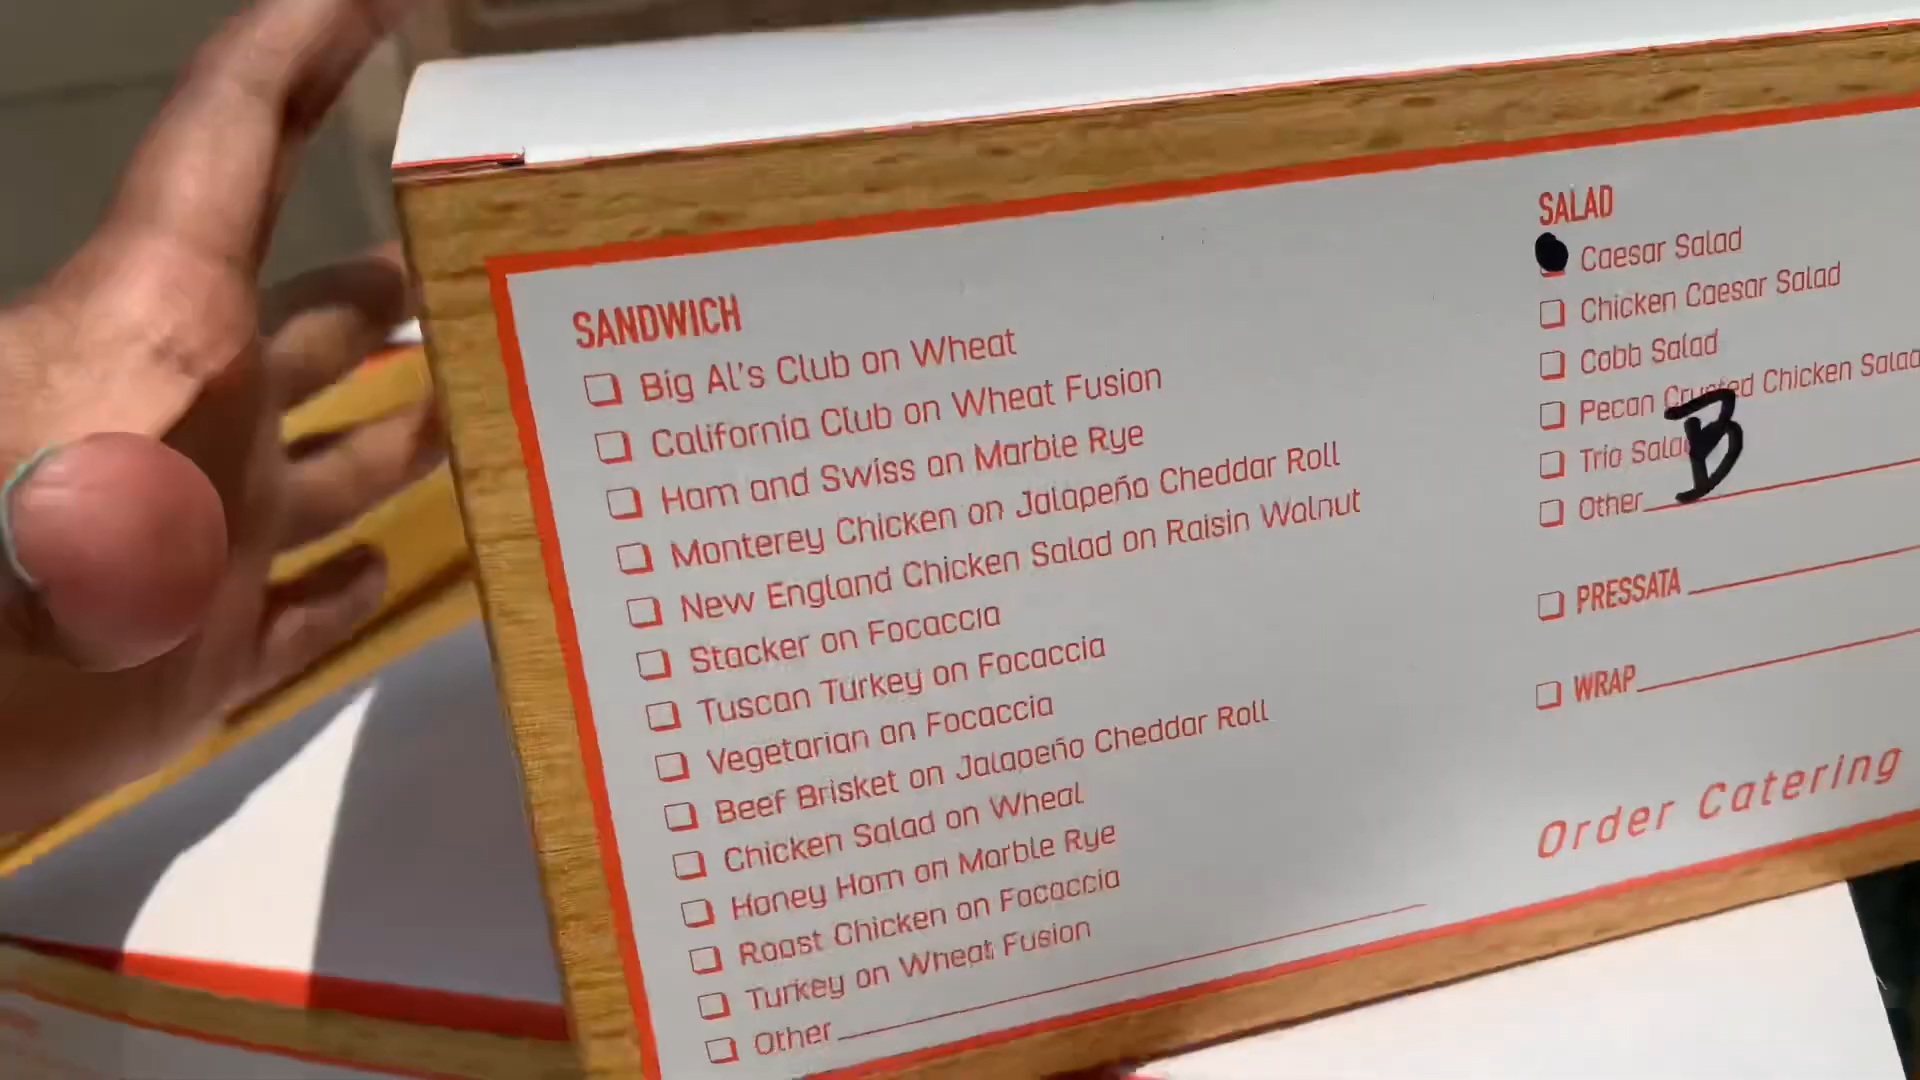 SANDWICH
Big Al's Club on Wheat
California Club on Wheat Fusion
Ham and Swiss on Marble Rye
Monterey Chicken on Jalapeño Cheddar Roll
New England Chicken Salad on Raisin Walnut
Stacker on Focaccia
Tuscan Turkey on Focaccia
Vegetarian on Focaccia
Beef Brisket on Jalapeño Cheddar Roll
Chicken Salad on Wheat
Honey Ham on Marble Rye
Roast Chicken on Focaccia
Turkey on Wheat Fusion
Other
SALAD
Caesar Salad
Chicken Caesar Salad
Cobb Salad
Pecan Crusted Chicken Salad
Trio Salad
B
Other
PRESSATA
WRAP
Order Catering